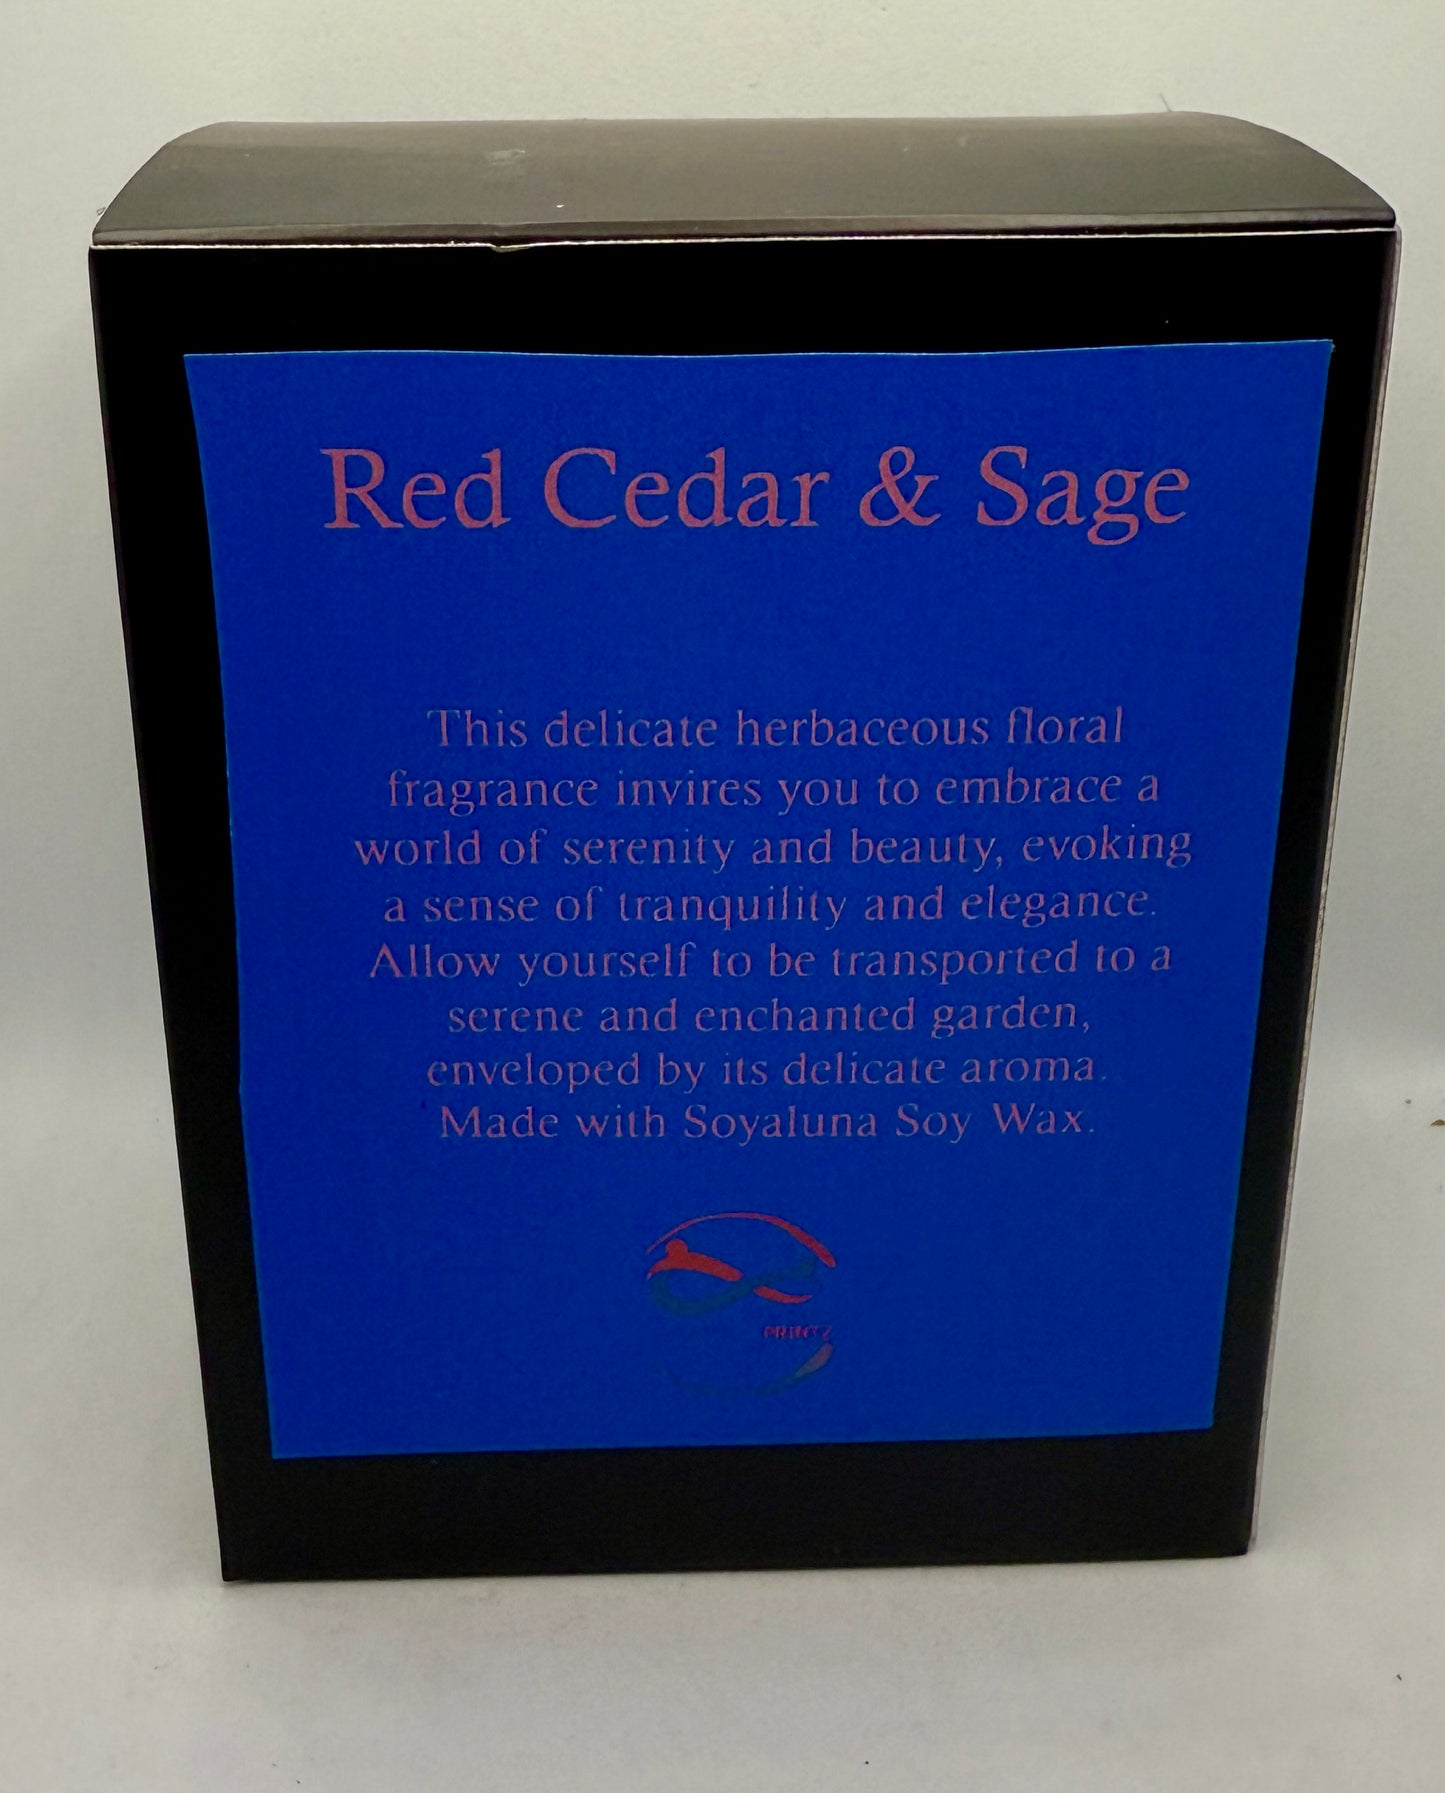 Red Cedar & Sage
This delicate herbaceous floral
fragrance invires you to embrace a
world of serenity and beauty, evoking
a sense of tranquility and elegance.
Allow yourself to be transported to a
serene and enchanted garden,
enveloped by its delicate aroma.
Made with Soyaluna Soy Wax.